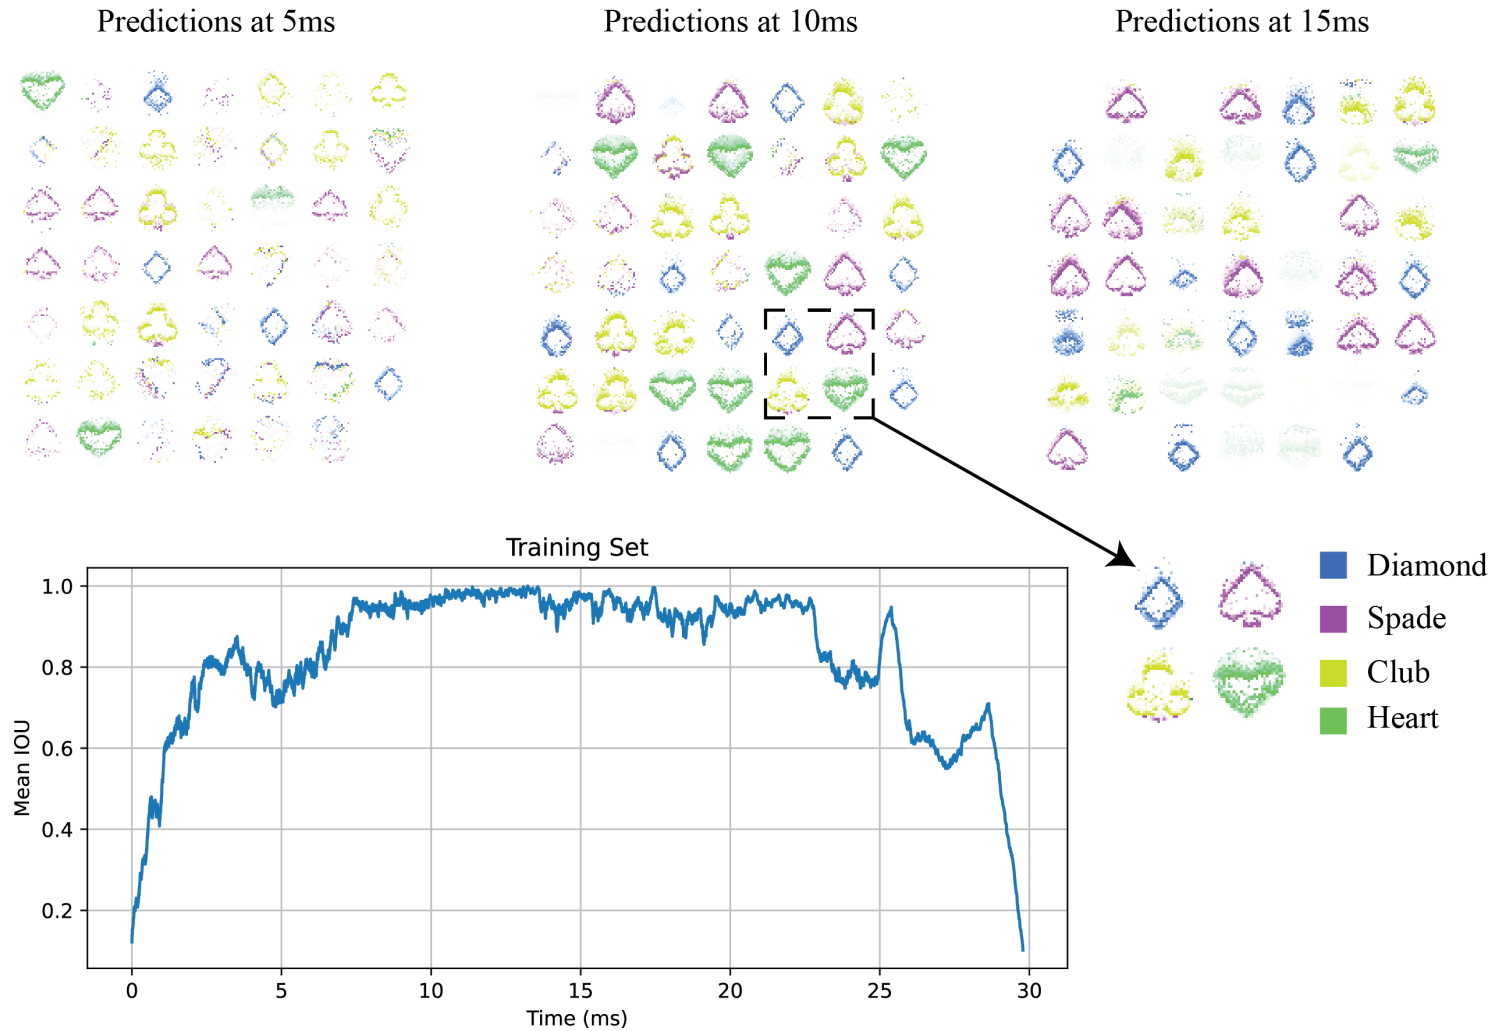 Predictions at 5ms
Predictions at 10ms
Predictions at 15ms
Training Set
Diamond
Spade
Club
Heart
Mean IOU
1.0
0.8
0.6
0.4
0.2
0 5 10 15 20 25 30
Time (ms)